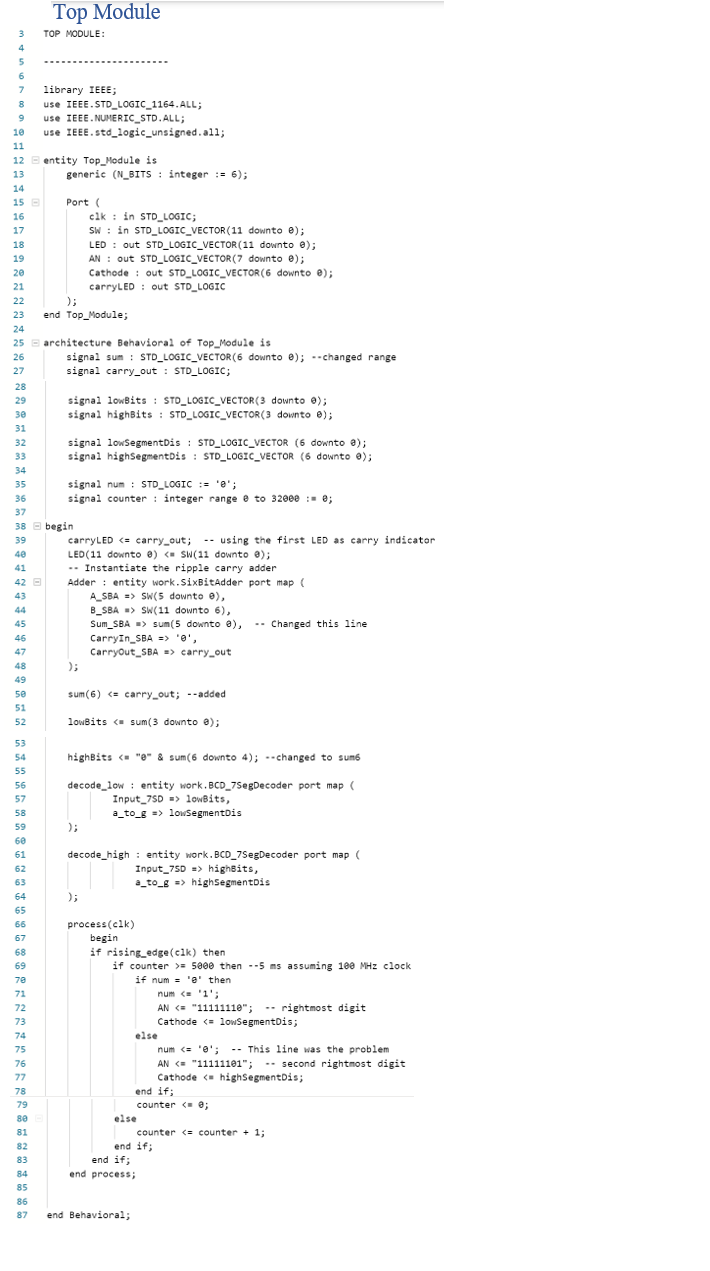 Top Module
3 TOP MODULE:
4
5 ----------------------
6
7 library IEEE;
8 use IEEE.STD_LOGIC_1164.ALL;
9 use IEEE.NUMERIC_STD.ALL;
10 use IEEE.std_logic_unsigned.all;
11
12 entity Top_Module is
13 generic (N_BITS : integer := 6);
14
15 Port (
16 clk : in STD_LOGIC;
17 SW : in STD_LOGIC_VECTOR(11 downto 0);
18 LED : out STD_LOGIC_VECTOR(11 downto 0);
19 AN : out STD_LOGIC_VECTOR(7 downto 0);
20 Cathode : out STD_LOGIC_VECTOR(6 downto 0);
21 carryLED : out STD_LOGIC
22 );
23 end Top_Module;
24
25 architecture Behavioral of Top_Module is
26 signal sum : STD_LOGIC_VECTOR(6 downto 0); --changed range
27 signal carry_out : STD_LOGIC;
28
29 signal lowBits : STD_LOGIC_VECTOR(3 downto 0);
30 signal highBits : STD_LOGIC_VECTOR(3 downto 0);
31
32 signal lowSegmentDis : STD_LOGIC_VECTOR (6 downto 0);
33 signal highSegmentDis : STD_LOGIC_VECTOR (6 downto 0);
34
35 signal num : STD_LOGIC := '0';
36 signal counter : integer range 0 to 32000 := 0;
37
38 begin
39 carryLED <= carry_out; -- using the first LED as carry indicator
40 LED(11 downto 0) <= SW(11 downto 0);
41 -- Instantiate the ripple carry adder
42 Adder : entity work.SixBitAdder port map (
43 A_SBA => SW(5 downto 0),
44 B_SBA => SW(11 downto 6),
45 Sum_SBA => sum(5 downto 0), -- Changed this line
46 CarryIn_SBA => '0',
47 CarryOut_SBA => carry_out
48 );
49
50 sum(6) <= carry_out; --added
51
52 lowBits <= sum(3 downto 0);
53
54 highBits <= "0" & sum(6 downto 4); --changed to sum6
55
56 decode_low : entity work.BCD_7SegDecoder port map (
57 Input_7SD => lowBits,
58 a_to_g => lowSegmentDis
59 );
60
61 decode_high : entity work.BCD_7SegDecoder port map (
62 Input_7SD => highBits,
63 a_to_g => highSegmentDis
64 );
65
66 process(clk)
67 begin
68 if rising_edge(clk) then
69 if counter >= 5000 then --5 ms assuming 100 MHz clock
70 if num = '0' then
71 num <= '1';
72 AN <= "11111110"; -- rightmost digit
73 Cathode <= lowSegmentDis;
74 else
75 num <= '0'; -- This line was the problem
76 AN <= "11111101"; -- second rightmost digit
77 Cathode <= highSegmentDis;
78 end if;
79 counter <= 0;
80 else
81 counter <= counter + 1;
82 end if;
83 end if;
84 end process;
85
86
87 end Behavioral;